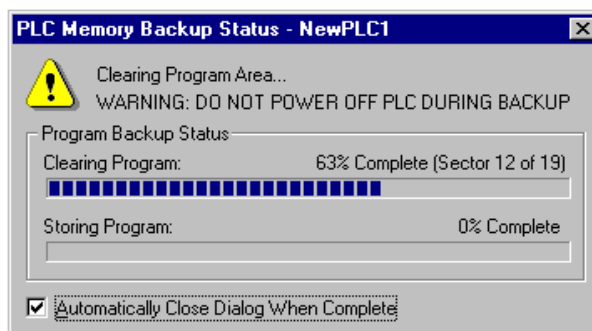 PLC Memory Backup Status - NewPLC1
Clearing Program Area...
WARNING: DO NOT POWER OFF PLC DURING BACKUP
Program Backup Status
Clearing Program: 63% Complete (Sector 12 of 19)
Storing Program: 0% Complete
Automatically Close Dialog When Complete